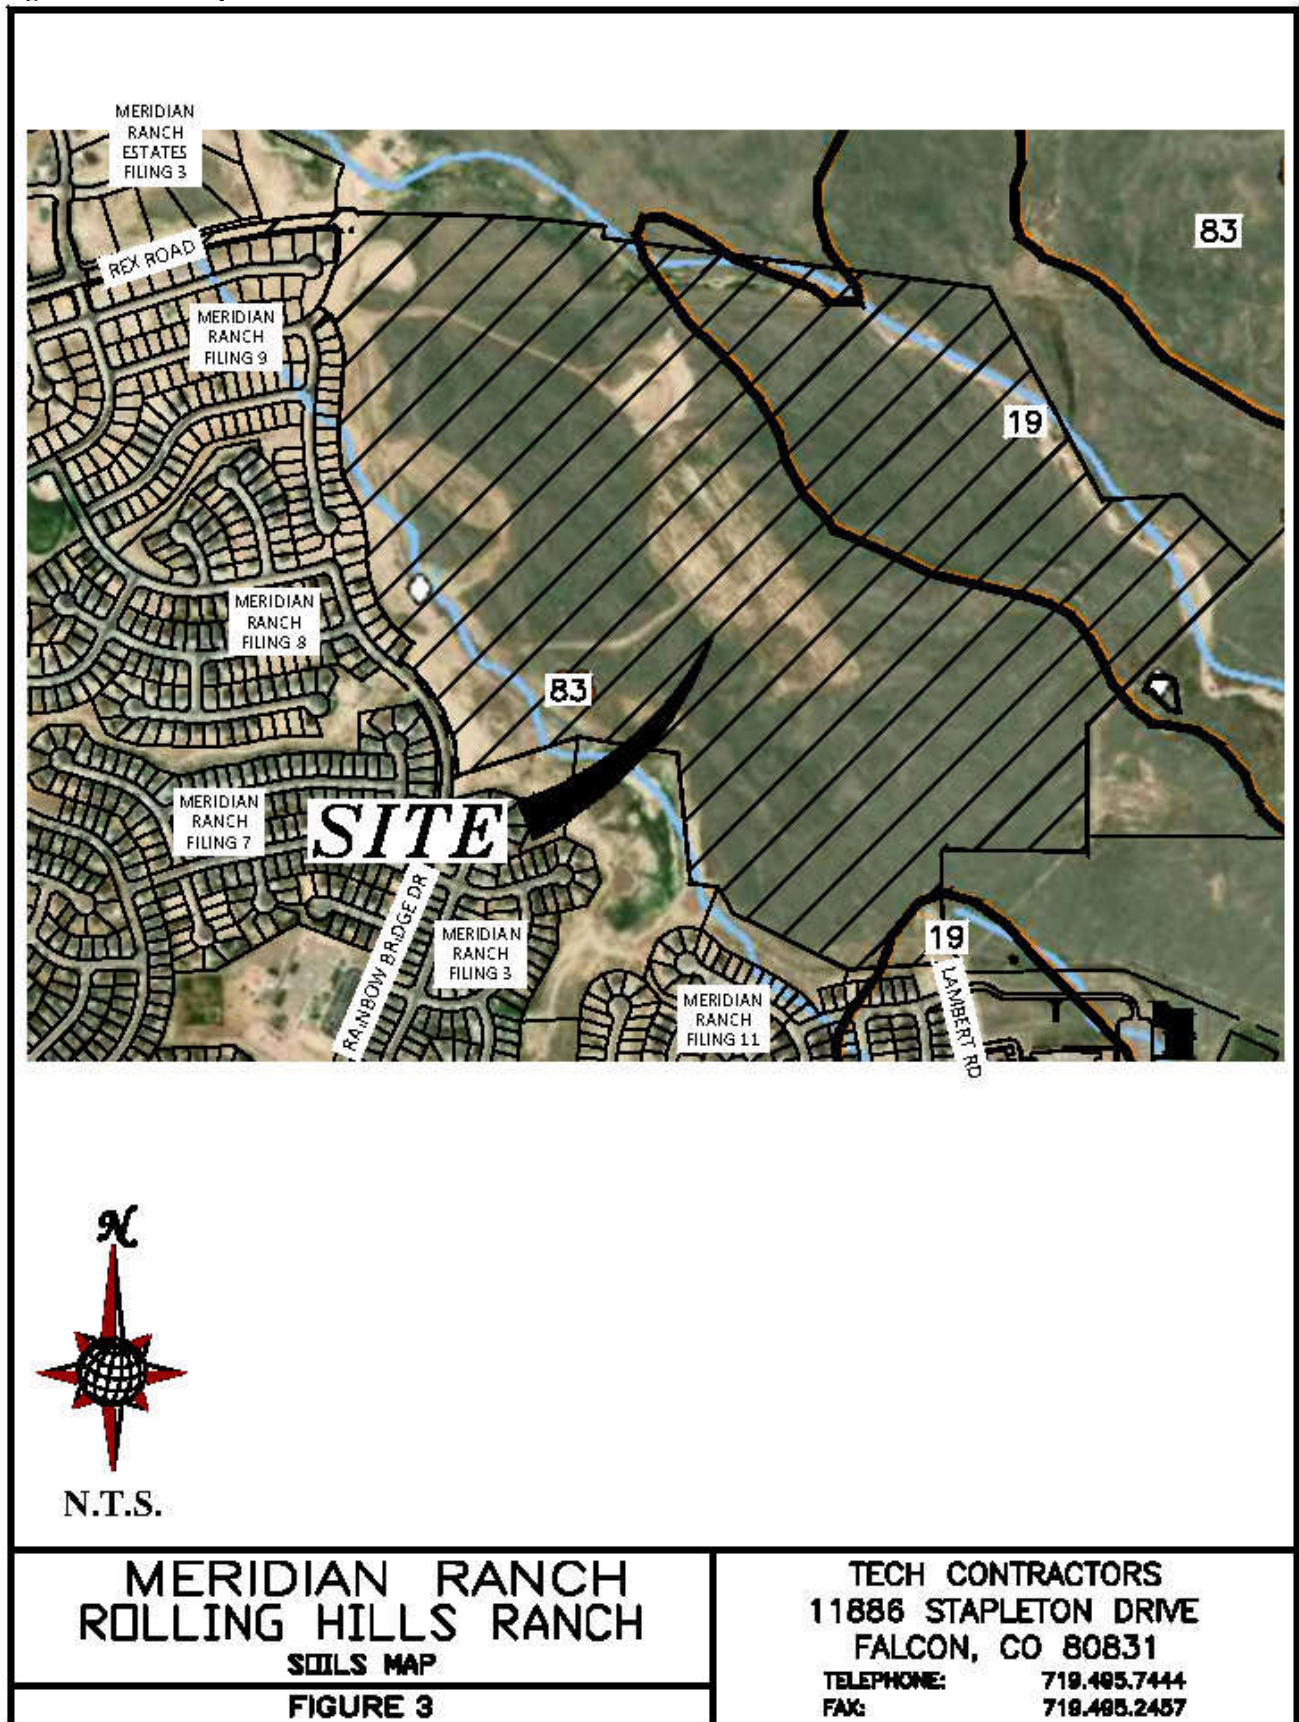 MERIDIAN
RANCH
ESTATES
FILING 3
REX ROAD
83
MERIDIAN
RANCH
FILING 9
19
MERIDIAN
RANCH
FILING 8
83
MERIDIAN
RANCH
FILING 7
SITE
RAINBOW BRIDGE DR
MERIDIAN
RANCH
FILING 3
19
LAMBERT RD
MERIDIAN
RANCH
FILING 11
N
N.T.S.
MERIDIAN RANCH
ROLLING HILLS RANCH
SOILS MAP
FIGURE 3
TECH CONTRACTORS
11886 STAPLETON DRIVE
FALCON, CO 80831
TELEPHONE: 719.495.7444
FAX: 719.495.2457